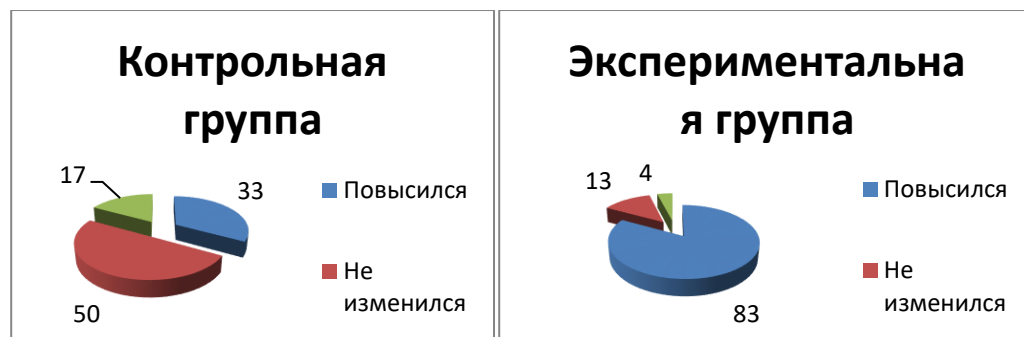 Контрольная
группа
17
33
50
Повысился
Не
изменился
Экспериментальна
я группа
13
4
83
Повысился
Не
изменился